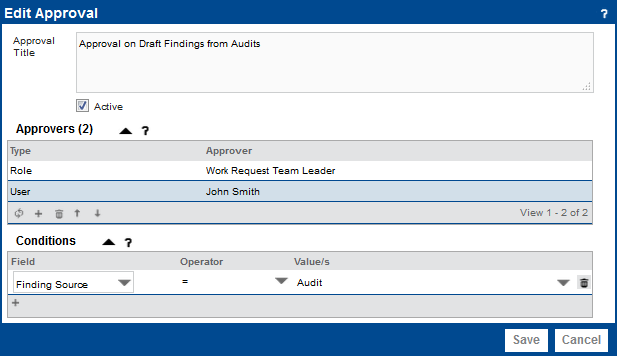 Edit Approval ?
Approval Title
Approval on Draft Findings from Audits
Active
Approvers (2) ?
Type Approver
Role Work Request Team Leader
User John Smith
View 1 - 2 of 2
Conditions ?
Field Operator Value/s
Finding Source = Audit
+
Save Cancel